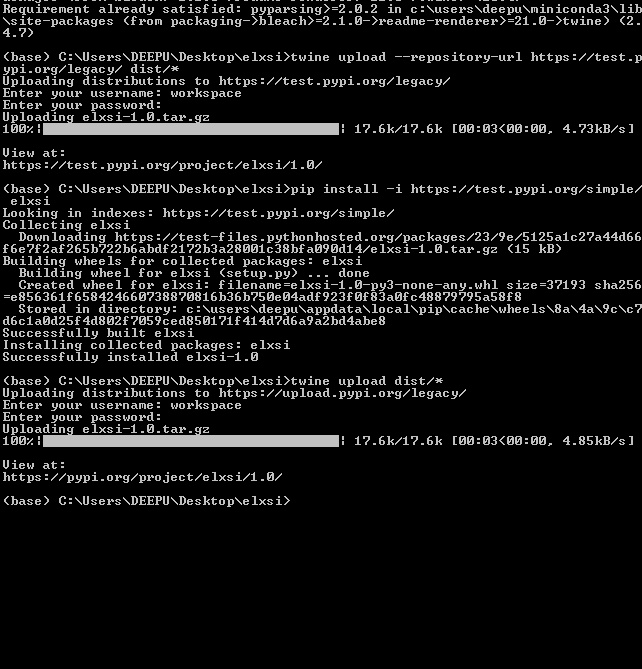 Requirement already satisfied: pyparsing>=2.0.2 in c:\users\deepu\miniconda3\lib
\site-packages (from packaging->bleach>=2.1.0->readme-renderer>=21.0->twine) (2.
4.7)
(base) C:\Users\DEEPU\Desktop\elxsi>twine upload --repository-url https://test.p
ypi.org/legacy/ dist/*
Uploading distributions to https://test.pypi.org/legacy/
Enter your username: workspace
Enter your password:
Uploading elxsi-1.0.tar.gz
100%¦ ¦ 17.6k/17.6k [00:03<00:00, 4.73kB/s]
View at:
https://test.pypi.org/project/elxsi/1.0/
(base) C:\Users\DEEPU\Desktop\elxsi>pip install -i https://test.pypi.org/simple/
elxsi
Looking in indexes: https://test.pypi.org/simple/
Collecting elxsi
Downloading https://test-files.pythonhosted.org/packages/23/9e/5125a1c27a44d66
f6e7f2af265b722b6abdf2172b3a28001c38bfa090d14/elxsi-1.0.tar.gz (15 kB)
Building wheels for collected packages: elxsi
Building wheel for elxsi (setup.py) ... done
Created wheel for elxsi: filename=elxsi-1.0-py3-none-any.whl size=37193 sha256
=e856361f658424660738870816b36b750e04adf923f0f83a0fc48879795a58f8
Stored in directory: c:\users\deepu\appdata\local\pip\cache\wheels\8a\4a\9c\c7
d6c1a0d25f4d802f7059ced850171f414d7d6a9a2bd4abe8
Successfully built elxsi
Installing collected packages: elxsi
Successfully installed elxsi-1.0
(base) C:\Users\DEEPU\Desktop\elxsi>twine upload dist/*
Uploading distributions to https://upload.pypi.org/legacy/
Enter your username: workspace
Enter your password:
Uploading elxsi-1.0.tar.gz
100%¦ ¦ 17.6k/17.6k [00:03<00:00, 4.85kB/s]
View at:
https://pypi.org/project/elxsi/1.0/
(base) C:\Users\DEEPU\Desktop\elxsi>